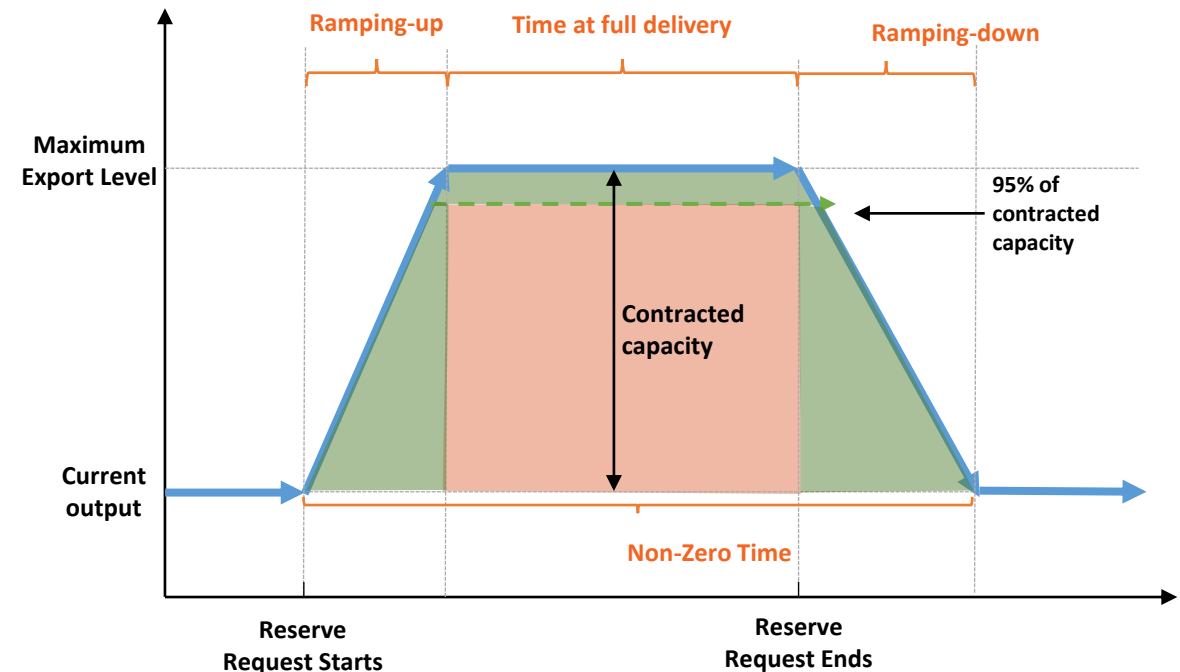 Ramping-up
Time at full delivery
Ramping-down
Maximum
Export Level
95% of
contracted
capacity
Contracted
capacity
Current
output
Non-Zero Time
Reserve
Request Starts
Reserve
Request Ends